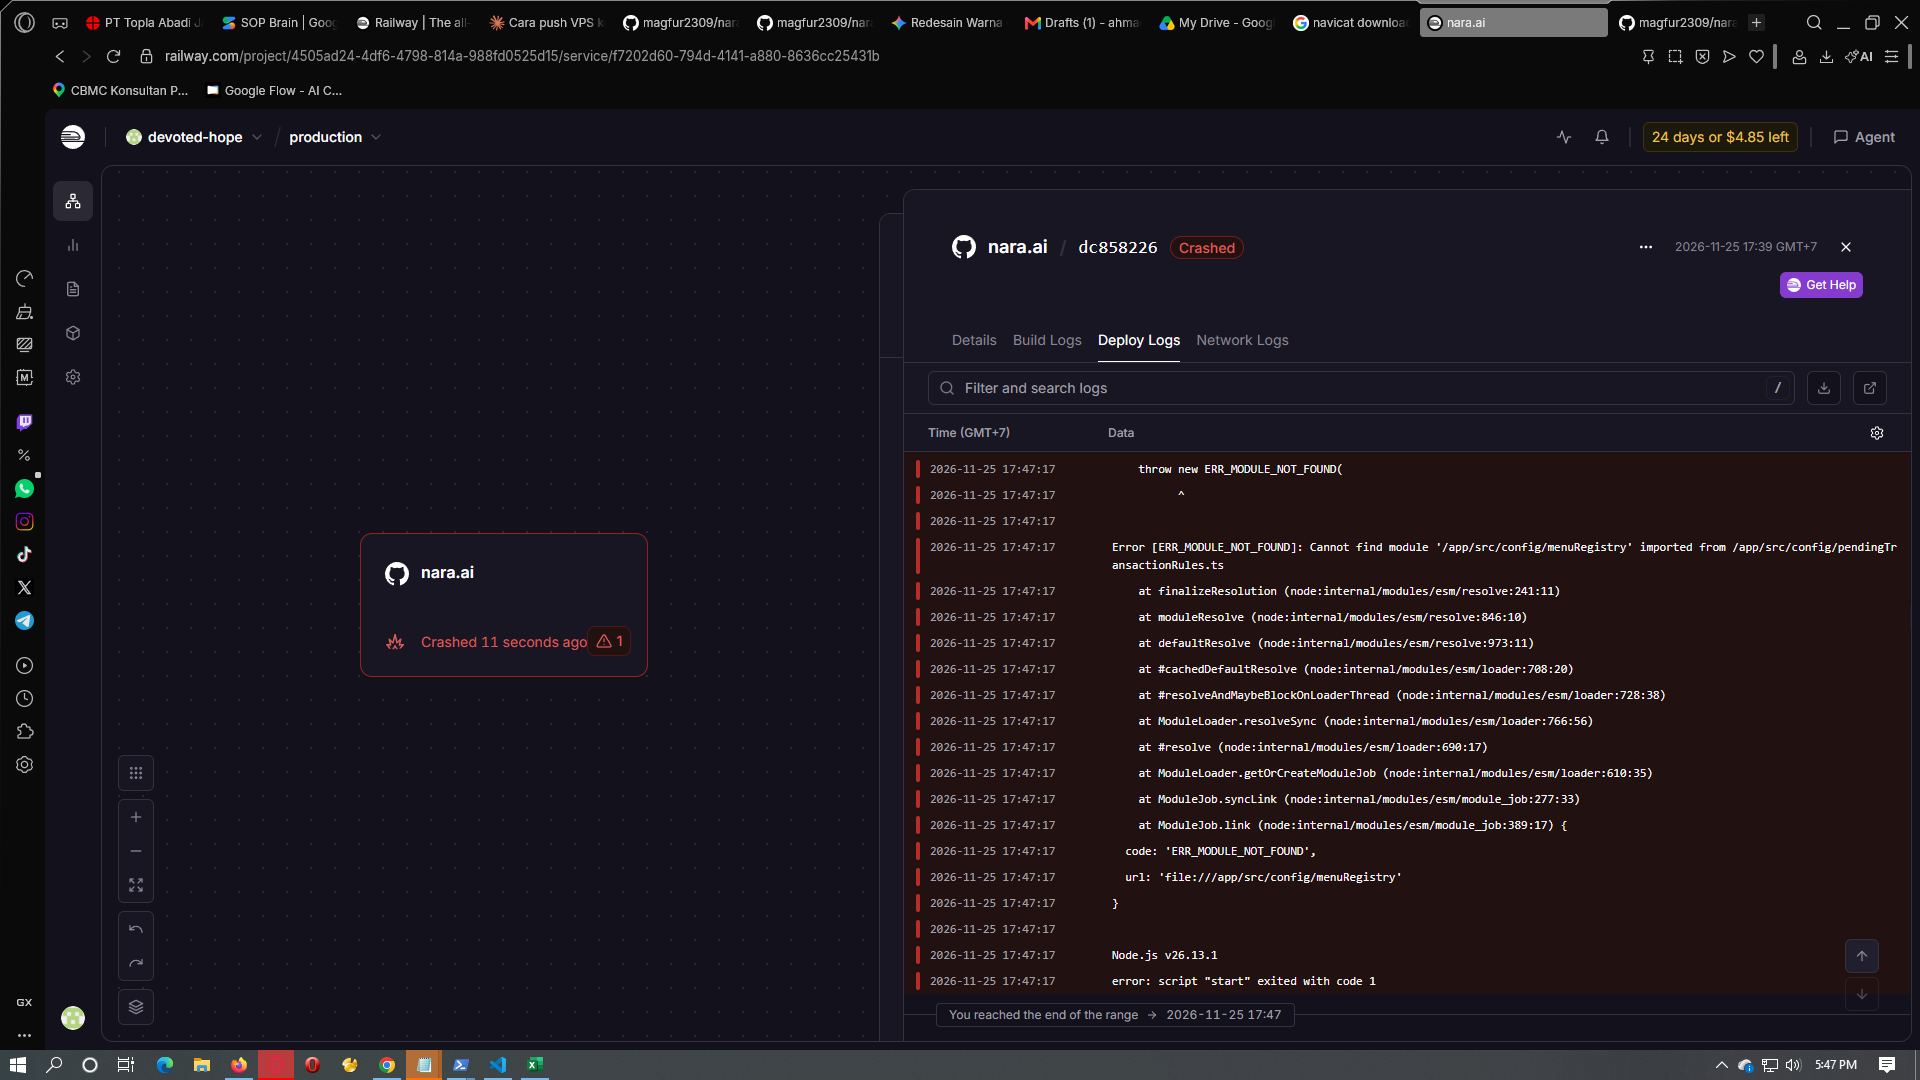 PT Topla Abadi J
SOP Brain | Goog
Railway | The all-
Cara push VPS k
magfur2309/nara
magfur2309/nara
Redesain Warna
Drafts (1) - ahma
My Drive - Googl
navicat download
nara.ai
magfur2309/nara
railway.com/project/4505ad24-4df6-4798-814a-988fd0525d15/service/f7202d60-794d-4141-a880-8636cc25431b
AI
CBMC Konsultan P...
Google Flow - AI C...
devoted-hope / production
24 days or $4.85 left
Agent
nara.ai / dc858226 Crashed
2026-11-25 17:39 GMT+7
Get Help
Details Build Logs Deploy Logs Network Logs
Filter and search logs /
Time (GMT+7) Data
2026-11-25 17:47:17 throw new ERR_MODULE_NOT_FOUND(
2026-11-25 17:47:17 ^
2026-11-25 17:47:17
2026-11-25 17:47:17 Error [ERR_MODULE_NOT_FOUND]: Cannot find module '/app/src/config/menuRegistry' imported from /app/src/config/pendingTr
ansactionRules.ts
2026-11-25 17:47:17 at finalizeResolution (node:internal/modules/esm/resolve:241:11)
2026-11-25 17:47:17 at moduleResolve (node:internal/modules/esm/resolve:846:10)
2026-11-25 17:47:17 at defaultResolve (node:internal/modules/esm/resolve:973:11)
2026-11-25 17:47:17 at #cachedDefaultResolve (node:internal/modules/esm/loader:708:20)
2026-11-25 17:47:17 at #resolveAndMaybeBlockOnLoaderThread (node:internal/modules/esm/loader:728:38)
2026-11-25 17:47:17 at ModuleLoader.resolveSync (node:internal/modules/esm/loader:766:56)
2026-11-25 17:47:17 at #resolve (node:internal/modules/esm/loader:690:17)
2026-11-25 17:47:17 at ModuleLoader.getOrCreateModuleJob (node:internal/modules/esm/loader:610:35)
2026-11-25 17:47:17 at ModuleJob.syncLink (node:internal/modules/esm/module_job:277:33)
2026-11-25 17:47:17 at ModuleJob.link (node:internal/modules/esm/module_job:389:17) {
2026-11-25 17:47:17 code: 'ERR_MODULE_NOT_FOUND',
2026-11-25 17:47:17 url: 'file:///app/src/config/menuRegistry'
2026-11-25 17:47:17 }
2026-11-25 17:47:17
2026-11-25 17:47:17 Node.js v26.13.1
2026-11-25 17:47:17 error: script "start" exited with code 1
You reached the end of the range → 2026-11-25 17:47
nara.ai
Crashed 11 seconds ago 1
GX
5:47 PM